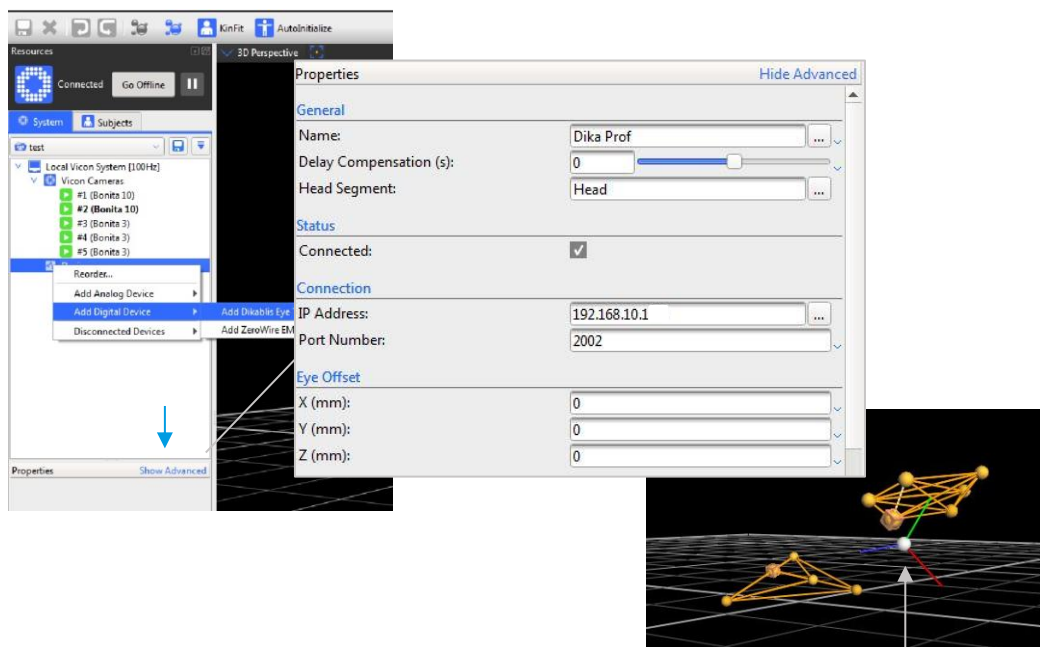 KinFit AutoInitialize
Resources
3D Perspective
Connected Go Offline
System Subjects
test
Local Vicon System [100Hz]
Vicon Cameras
#1 (Bonita 10)
#2 (Bonita 10)
#3 (Bonita 3)
#4 (Bonita 3)
#5 (Bonita 3)
Reorder...
Add Analog Device
Add Digital Device
Disconnected Devices
Add Dikablis Eye
Add ZeroWire EM
Properties Show Advanced
Properties Hide Advanced
General
Name: Dika Prof ...
Delay Compensation (s): 0
Head Segment: Head ...
Status
Connected:
Connection
IP Address: 192.168.10.1 ...
Port Number: 2002
Eye Offset
X (mm): 0
Y (mm): 0
Z (mm): 0